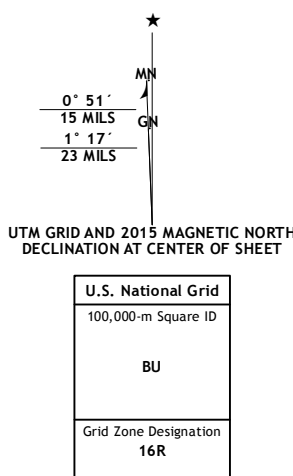 ★
MN
0° 51´
15 MILS
GN
1° 17´
23 MILS
UTM GRID AND 2015 MAGNETIC NORTH
DECLINATION AT CENTER OF SHEET
U.S. National Grid
100,000-m Square ID
BU
Grid Zone Designation
16R